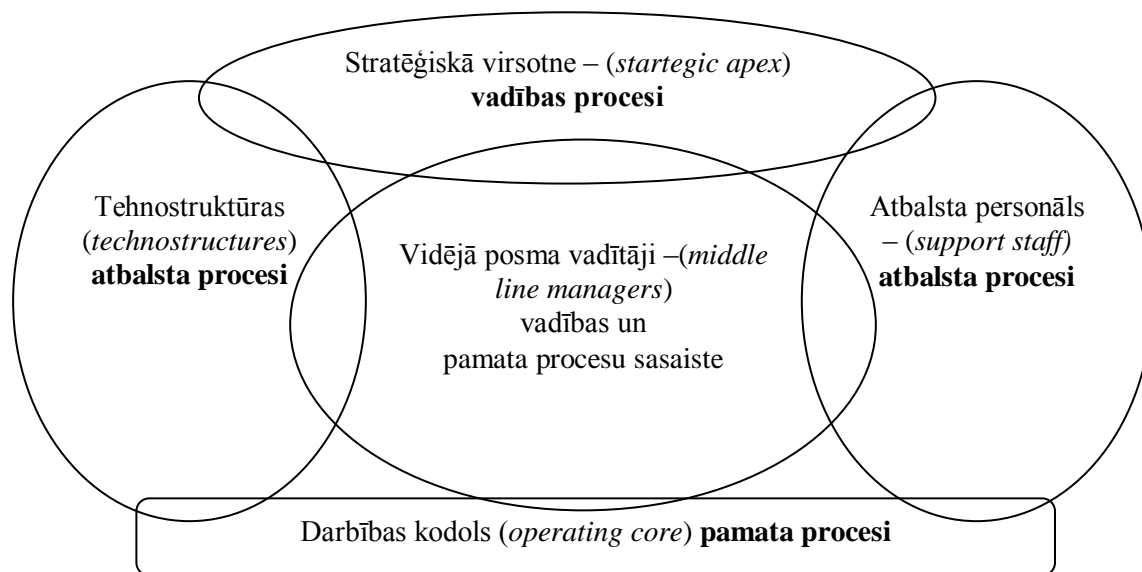 Stratēģiskā virsotne – (startegic apex)
vadības procesi
Tehnostruktūras
(technostructures)
atbalsta procesi
Vidējā posma vadītāji –(middle
line managers)
vadības un
pamata procesu sasaiste
Atbalsta personāls
– (support staff)
atbalsta procesi
Darbības kodols (operating core) pamata procesi